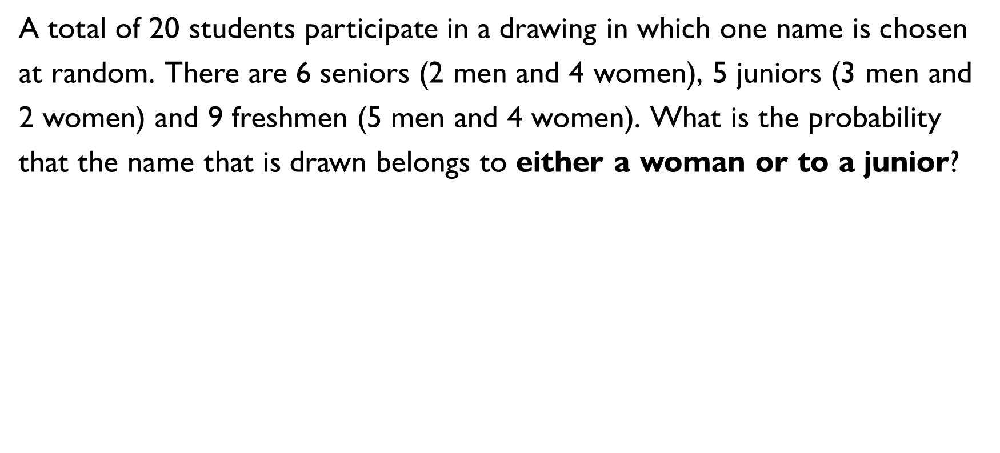 A total of 20 students participate in a drawing in which one name is chosen
at random. There are 6 seniors (2 men and 4 women), 5 juniors (3 men and
2 women) and 9 freshmen (5 men and 4 women). What is the probability
that the name that is drawn belongs to either a woman or to a junior?